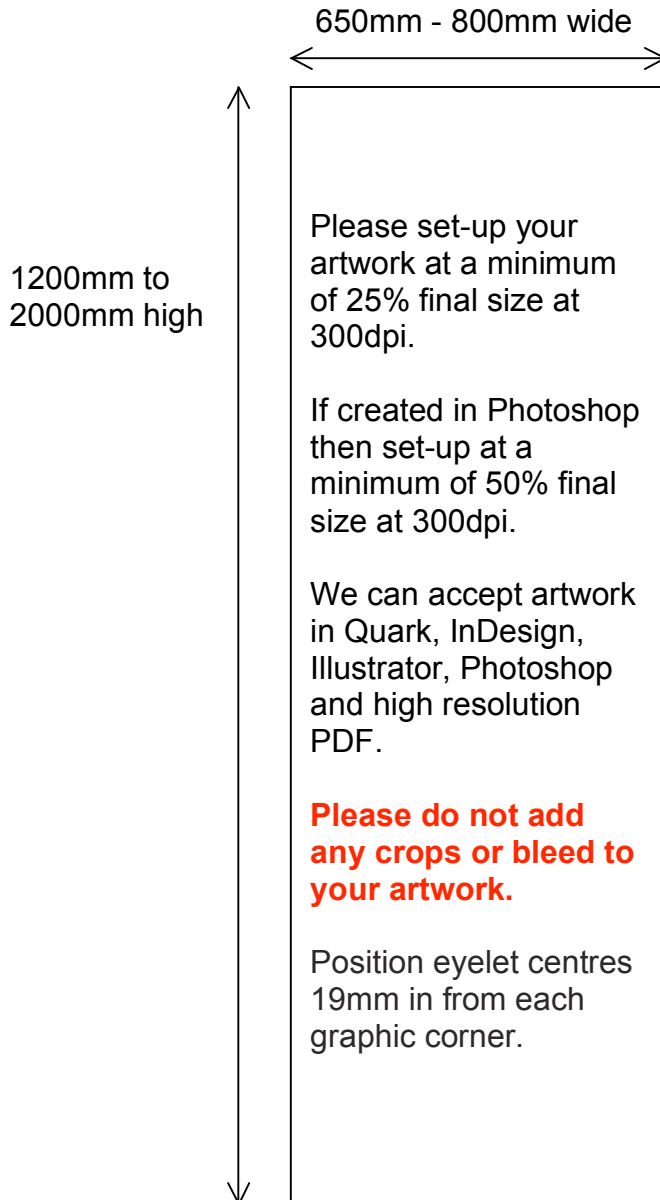 650mm - 800mm wide
1200mm to
2000mm high
Please set-up your
artwork at a minimum
of 25% final size at
300dpi.
If created in Photoshop
then set-up at a
minimum of 50% final
size at 300dpi.
We can accept artwork
in Quark, InDesign,
Illustrator, Photoshop
and high resolution
PDF.
Please do not add
any crops or bleed to
your artwork.
Position eyelet centres
19mm in from each
graphic corner.